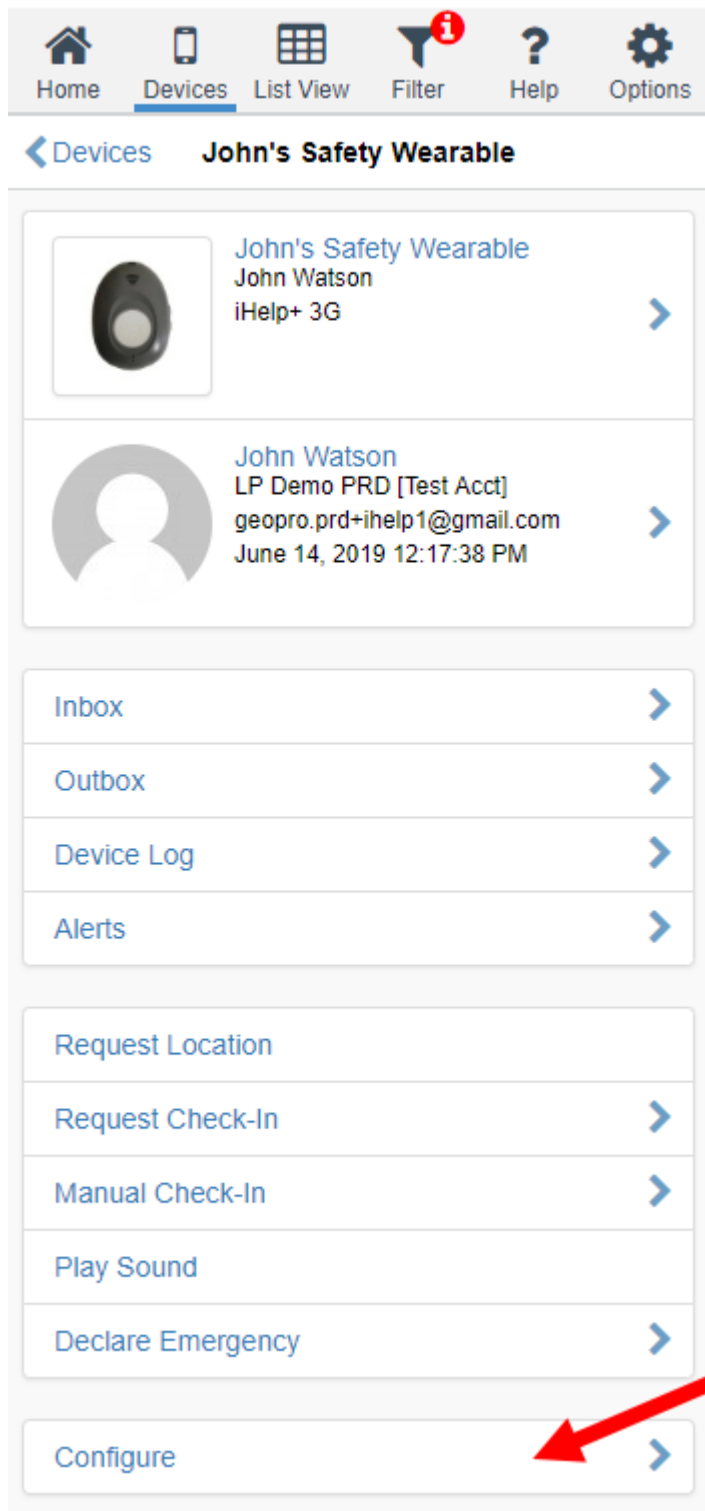 i
Home Devices List View Filter Help Options
Devices John's Safety Wearable
John's Safety Wearable
John Watson
iHelp+ 3G
John Watson
LP Demo PRD [Test Acct]
geopro.prd+ihelp1@gmail.com
June 14, 2019 12:17:38 PM
Inbox
Outbox
Device Log
Alerts
Request Location
Request Check-In
Manual Check-In
Play Sound
Declare Emergency
Configure